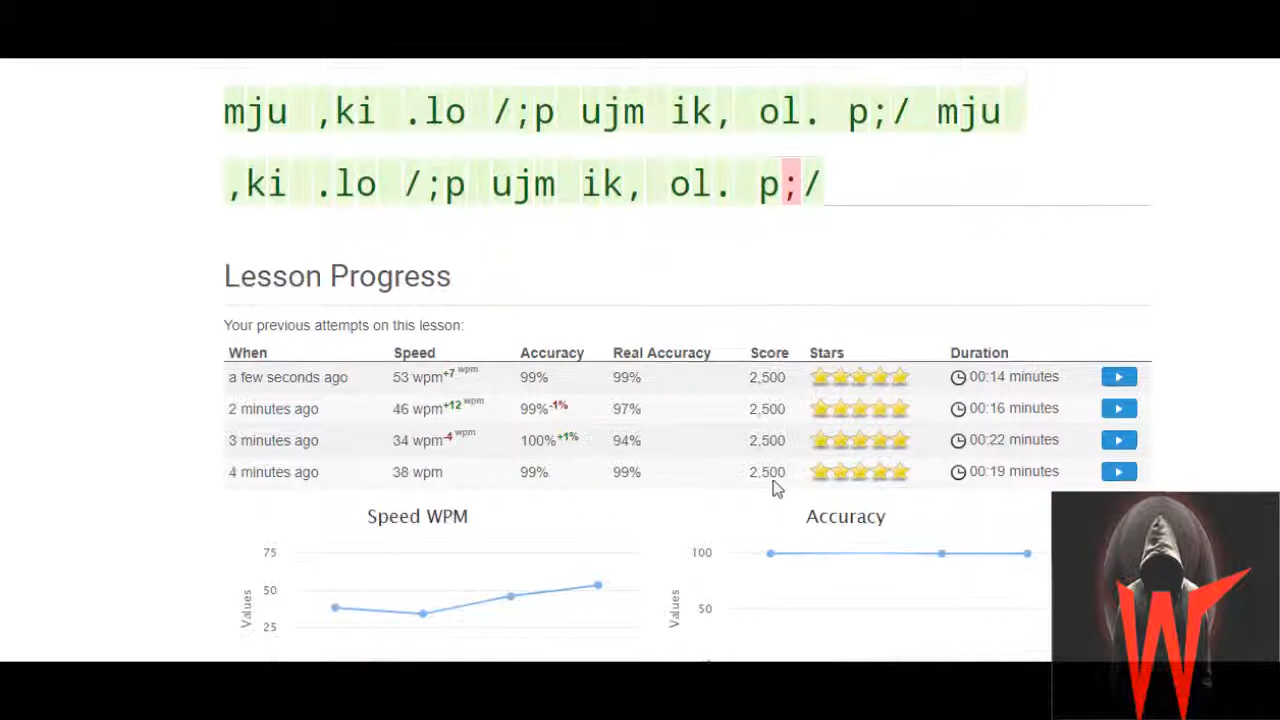 mju ,ki .lo /;p ujm ik, ol. p;/ mju
,ki .lo /;p ujm ik, ol. p;/
Lesson Progress
Your previous attempts on this lesson:
When Speed Accuracy Real Accuracy Score Stars Duration
a few seconds ago 53 wpm+7 wpm 99% 99% 2,500 00:14 minutes
2 minutes ago 46 wpm+12 wpm 99%-1% 97% 2,500 00:16 minutes
3 minutes ago 34 wpm-4 wpm 100%+1% 94% 2,500 00:22 minutes
4 minutes ago 38 wpm 99% 99% 2,500 00:19 minutes
Speed WPM Accuracy
75 100
50 50
25
Values Values
W